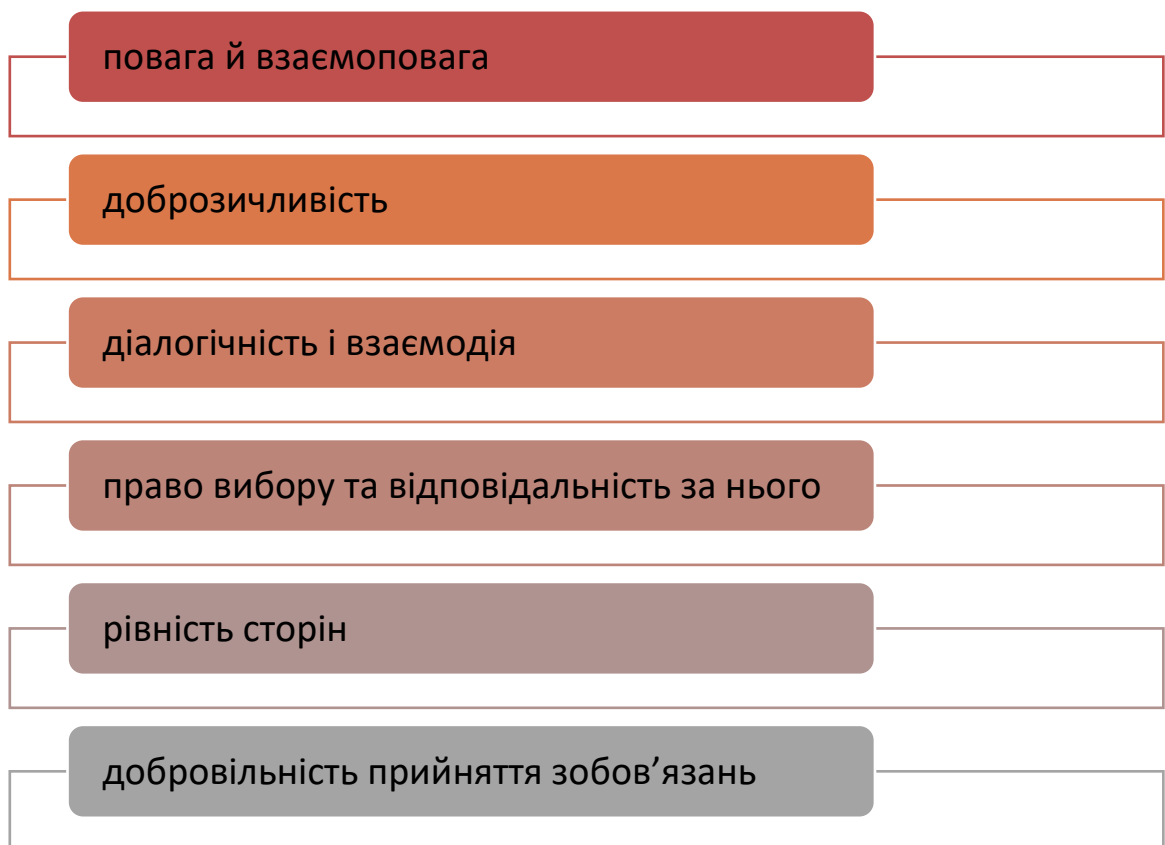 повага й взаємоповага
доброзичливість
діалогічність і взаємодія
право вибору та відповідальність за нього
рівність сторін
добровільність прийняття зобов’язань